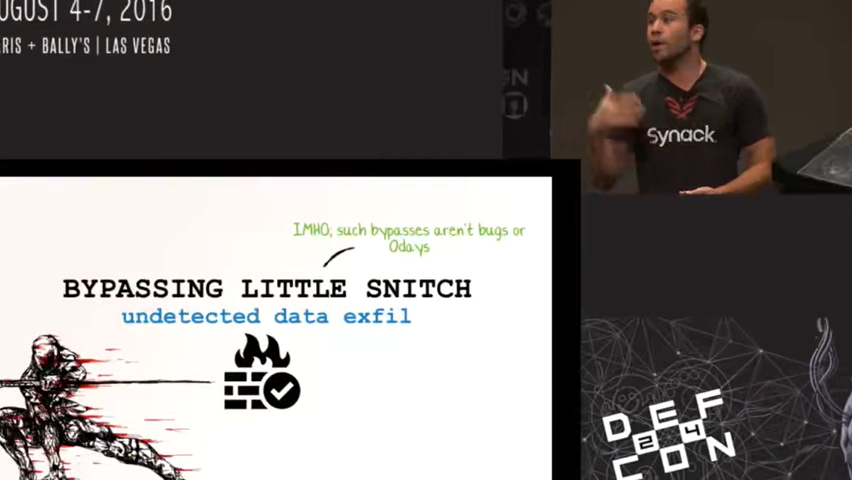 UGUST 4-7, 2016
ARIS + BALLY'S | LAS VEGAS
ON
Synack
IMHO, such bypasses aren't bugs or
0days
BYPASSING LITTLE SNITCH
undetected data exfil
DEF
24
CON